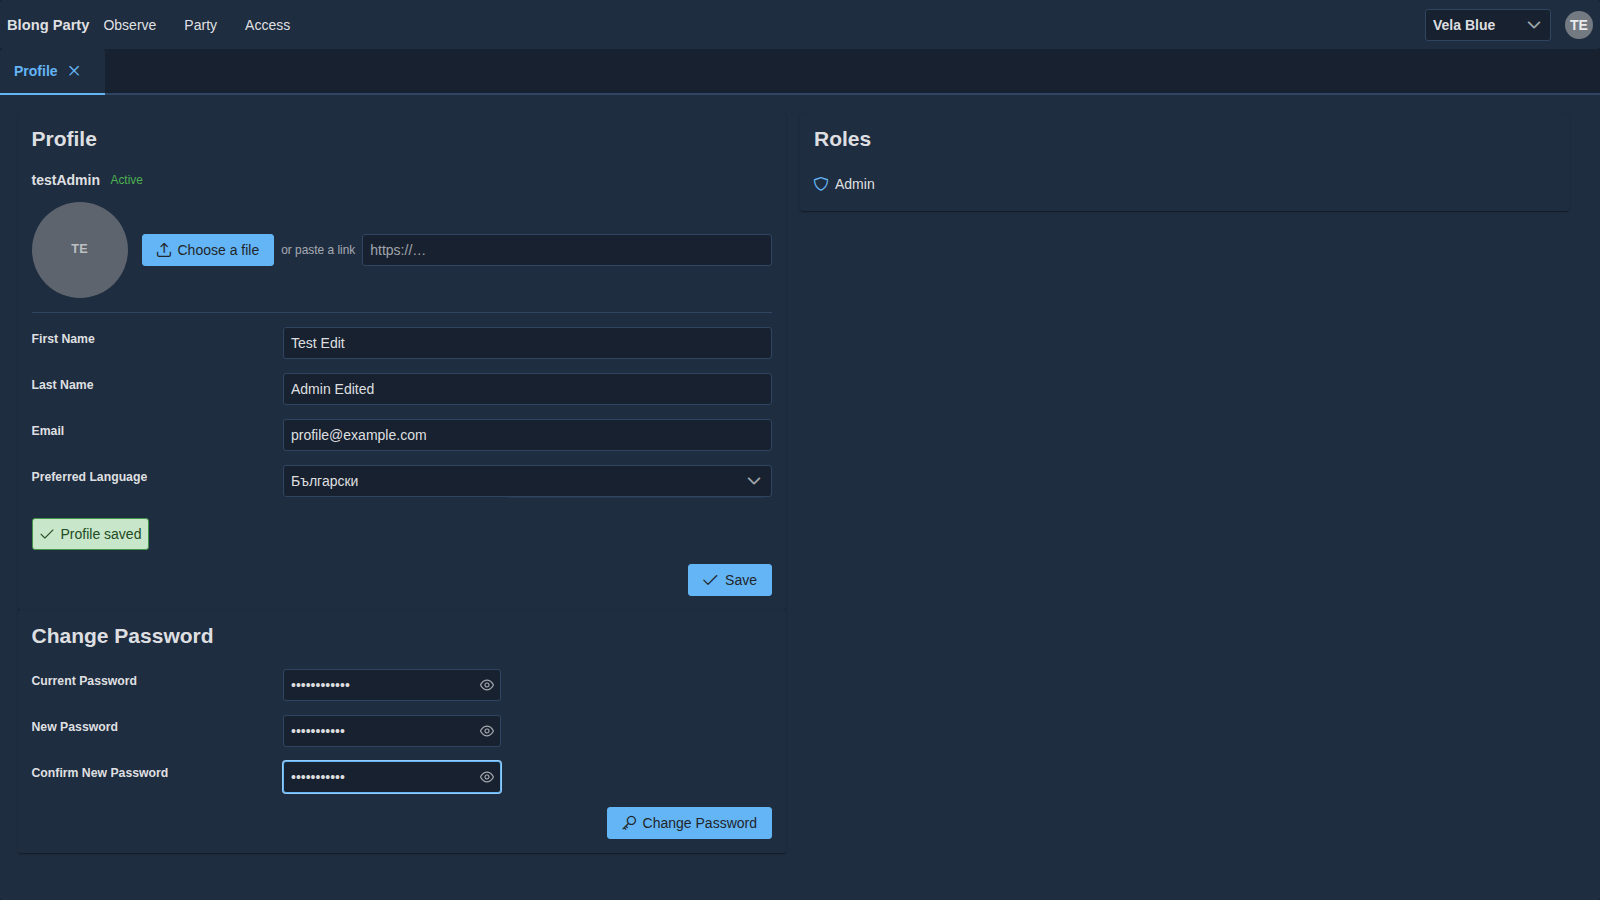 Blong Party Observe Party Access Vela Blue TE
Profile
Profile
testAdmin Active
TE
Choose a file or paste a link https://…
First Name Test Edit
Last Name Admin Edited
Email profile@example.com
Preferred Language Български
Profile saved
Save
Change Password
Current Password ••••••••••••
New Password •••••••••••
Confirm New Password •••••••••••
Change Password
Roles
Admin